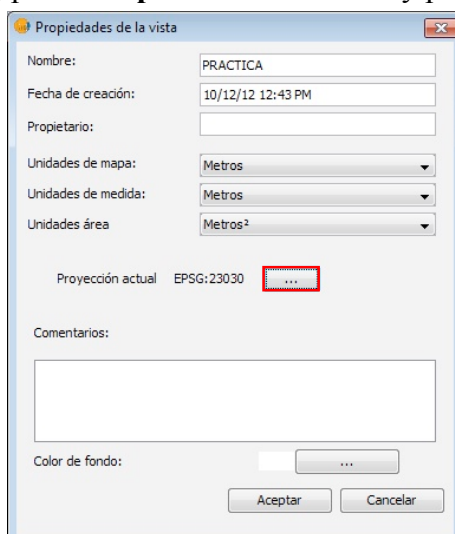 Propiedades de la vista
Nombre: PRACTICA
Fecha de creación: 10/12/12 12:43 PM
Propietario:
Unidades de mapa: Metros
Unidades de medida: Metros
Unidades área Metros²
Proyección actual EPSG:23030 ...
Comentarios:
Color de fondo: ...
Aceptar Cancelar